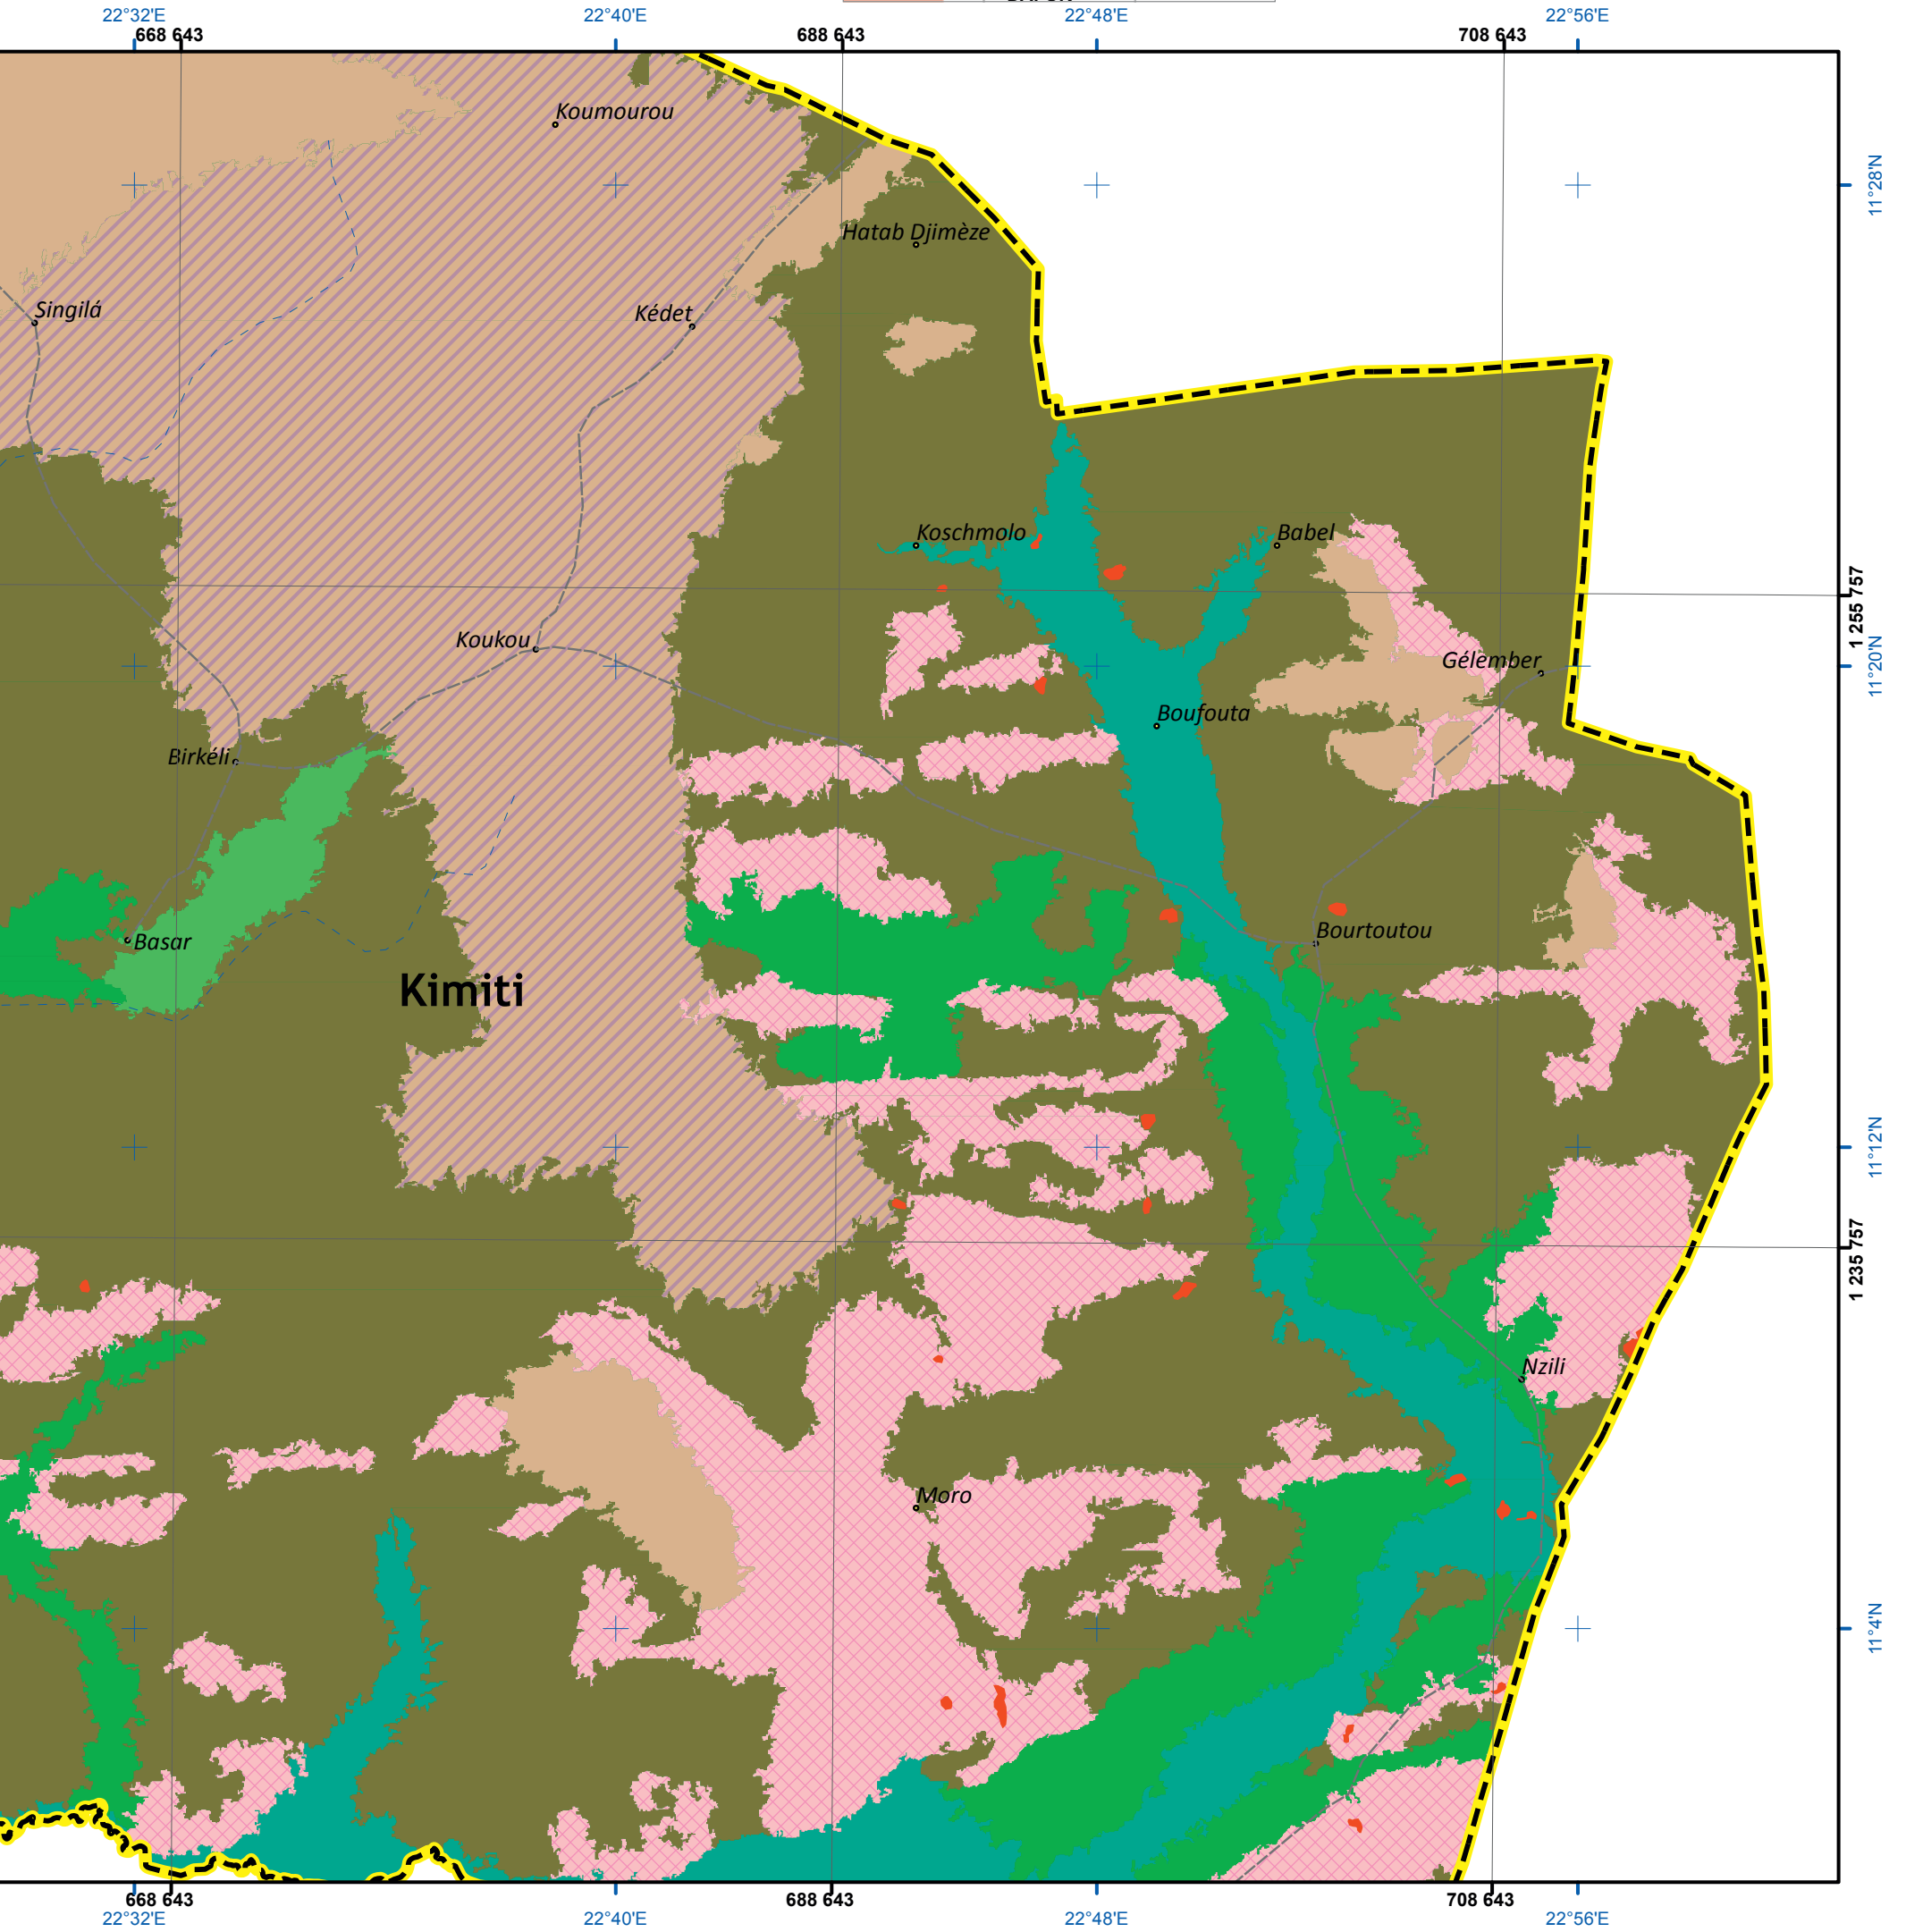 22°32'E 22°40'E 22°48'E 22°56'E
668 643 688 643 708 643
Koumourou
11°28'N
Hatab Djimèze
Singilá
Kédet
Koschmolo
Babel
1 255 757
Koukou
Gélember
11°20'N
Boufouta
Birkéli
Bourtoutou
Basar
Kimiti
11°12'N
1 235 757
Nzili
Moro
11°4'N
668 643 688 643 708 643
22°32'E 22°40'E 22°48'E 22°56'E